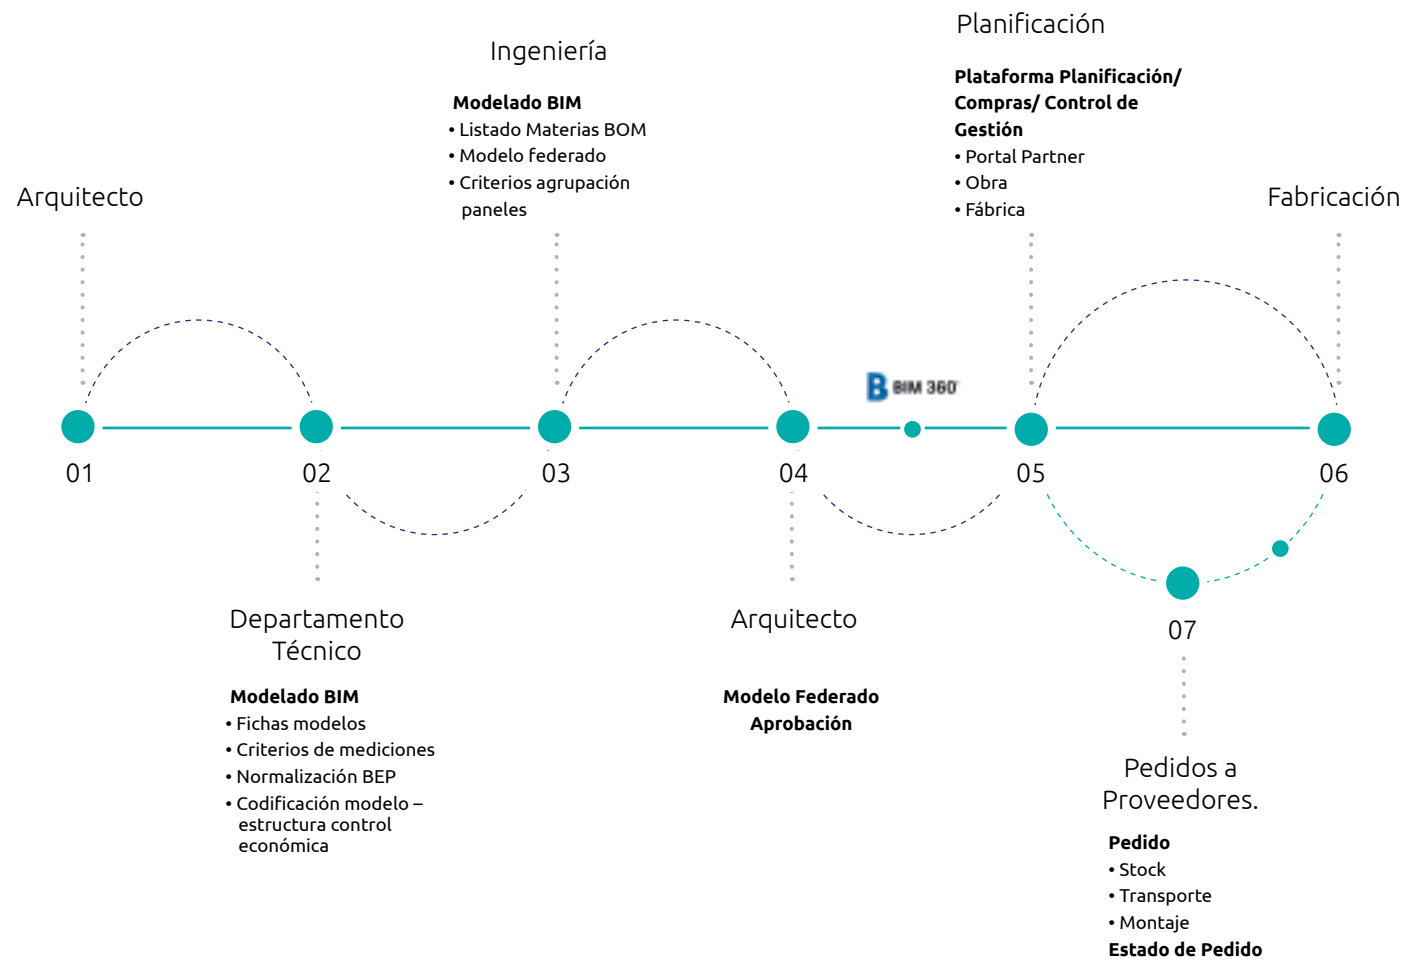 Arquitecto
01
02
Departamento
Técnico
Modelado BIM
• Fichas modelos
• Criterios de mediciones
• Normalización BEP
• Codificación modelo –
estructura control
económica
Ingeniería
Modelado BIM
• Listado Materias BOM
• Modelo federado
• Criterios agrupación
paneles
03
04
Arquitecto
Modelo Federado
Aprobación
B BIM 360
Planificación
Plataforma Planificación/
Compras/ Control de
Gestión
• Portal Partner
• Obra
• Fábrica
05
Fabricación
06
07
Pedidos a
Proveedores.
Pedido
• Stock
• Transporte
• Montaje
Estado de Pedido